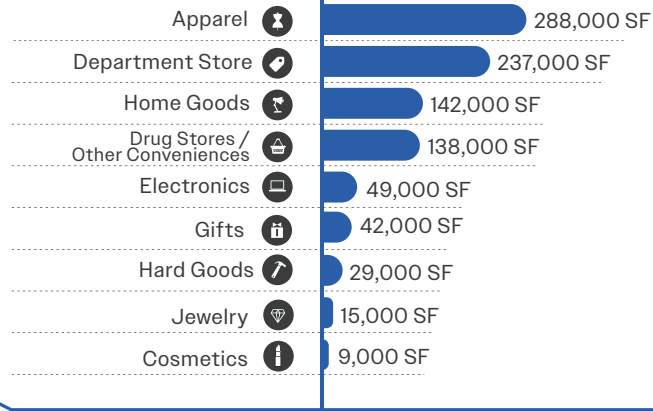 Apparel 288,000 SF
Department Store 237,000 SF
Home Goods 142,000 SF
Drug Stores /
Other Conveniences 138,000 SF
Electronics 49,000 SF
Gifts 42,000 SF
Hard Goods 29,000 SF
Jewelry 15,000 SF
Cosmetics 9,000 SF